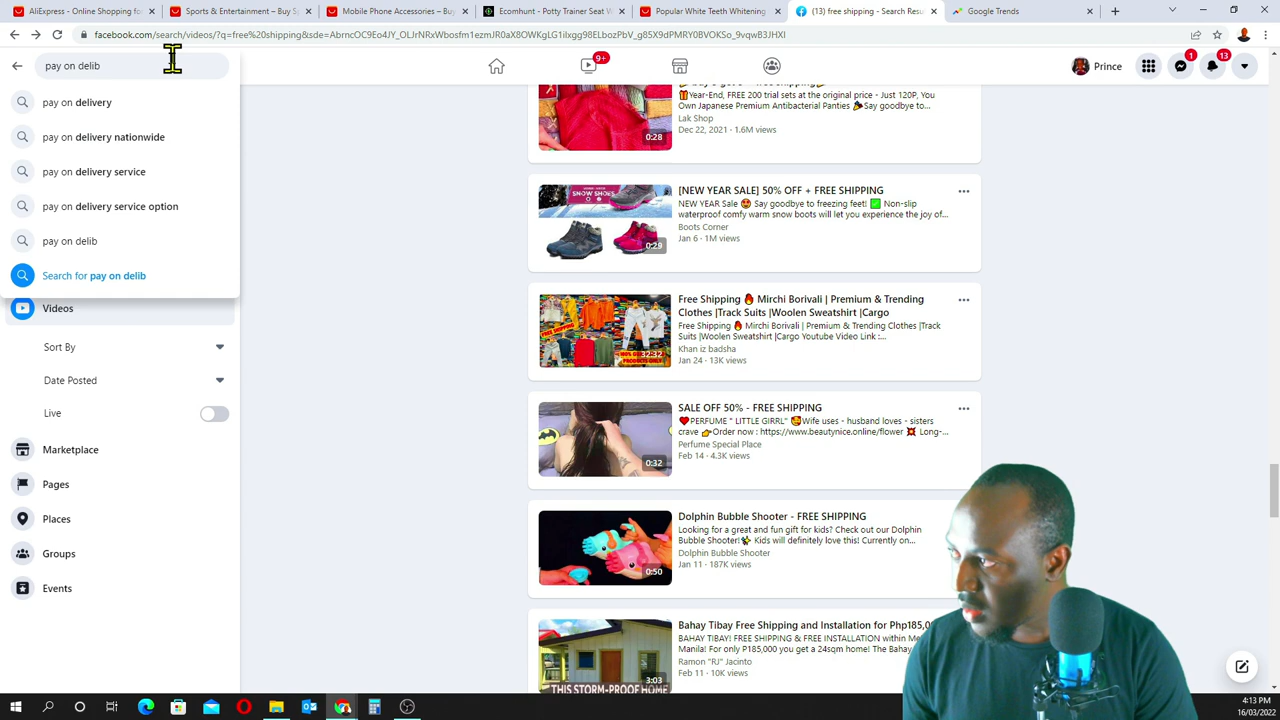 AliExpress - Online Shopping fo
Sports & Entertainment – Buy S
Mobile Phone Accessories – Buy
Ecomhunt - Potty Trainer Seat W
Popular White Teeth Whitening
(13) free shipping - Search Resu
Google Trends
facebook.com/search/videos/?q=free%20shipping&sde=
pay on delib
9+
Prince
1
13
pay on delivery
pay on delivery nationwide
pay on delivery service
pay on delivery service option
pay on delib
Search for pay on delib
Videos
Sort By
Date Posted
Live
Marketplace
Pages
Places
Groups
Events
Year-End, FREE 200 trial sets at the original price - Just 120P, You
Own Japanese Premium Antibacterial Panties Say goodbye to
Lak Shop
Dec 22, 2021 · 1.6M views
0:28
SNOW SHOES
[NEW YEAR SALE] 50% OFF + FREE SHIPPING
NEW YEAR Sale Say goodbye to freezing feet! Non-slip
waterproof comfy warm snow boots will let you experience the joy of...
Boots Corner
Jan 6 · 1M views
0:29
Free Shipping Mirchi Borivali | Premium & Trending
Clothes |Track Suits |Woolen Sweatshirt |Cargo
Free Shipping Mirchi Borivali | Premium & Trending Clothes |Track
Suits |Woolen Sweatshirt |Cargo Youtube Video Link :...
Khan iz badsha
Jan 24 · 13K views
SALE OFF 50% - FREE SHIPPING
PERFUME " LITTLE GIRRL" Wife uses - husband loves - sisters
crave Order now : https://www.beautynice.online/flower Long-...
Perfume Special Place
Feb 14 · 4.3K views
0:32
Dolphin Bubble Shooter - FREE SHIPPING
Looking for a great and fun gift for kids? Check out our Dolphin
Bubble Shooter! Kids will definitely love this! Currently on...
Dolphin Bubble Shooter
Jan 11 · 187K views
0:50
Bahay Tibay Free Shipping and Installation for Php185,0
BAHAY TIBAY! FREE SHIPPING & FREE INSTALLATION within Me
Manila! For only P185,000 you get a 24sqm home! The Bahay
Ramon "RJ" Jacinto
Feb 11 · 10K views
3:03
THIS STORM-PROOF HOME
4:13 PM
16/03/2022